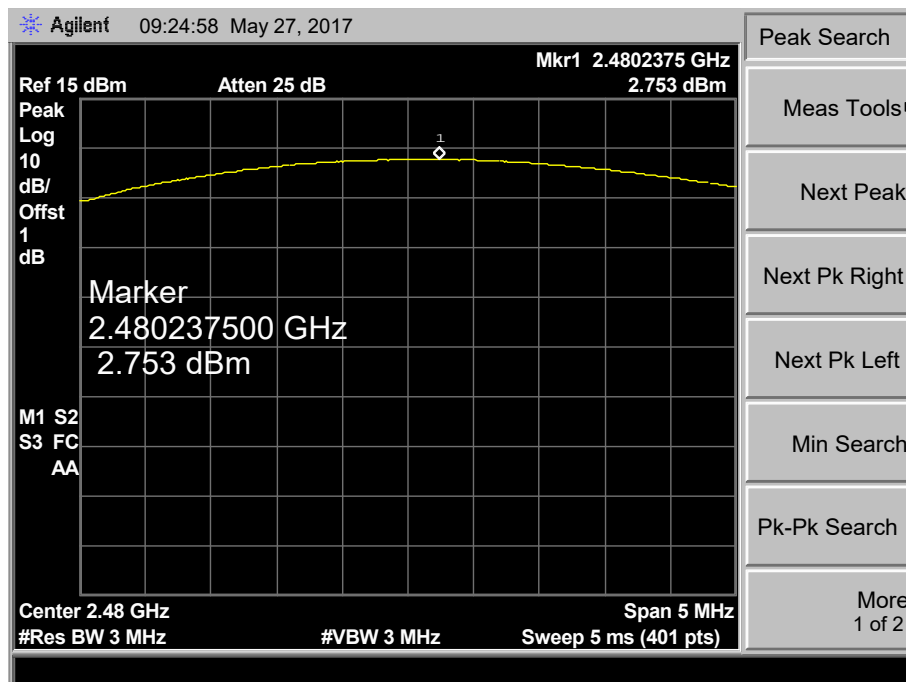 Agilent 09:24:58 May 27, 2017
Peak Search
Mkr1 2.4802375 GHz
Ref 15 dBm Atten 25 dB 2.753 dBm
Peak
Log
10
dB/
Offst
1
dB
1
Marker
2.480237500 GHz
2.753 dBm
M1 S2
S3 FC
AA
Center 2.48 GHz Span 5 MHz
#Res BW 3 MHz #VBW 3 MHz Sweep 5 ms (401 pts)
Meas Tools
Next Peak
Next Pk Right
Next Pk Left
Min Search
Pk-Pk Search
More
1 of 2